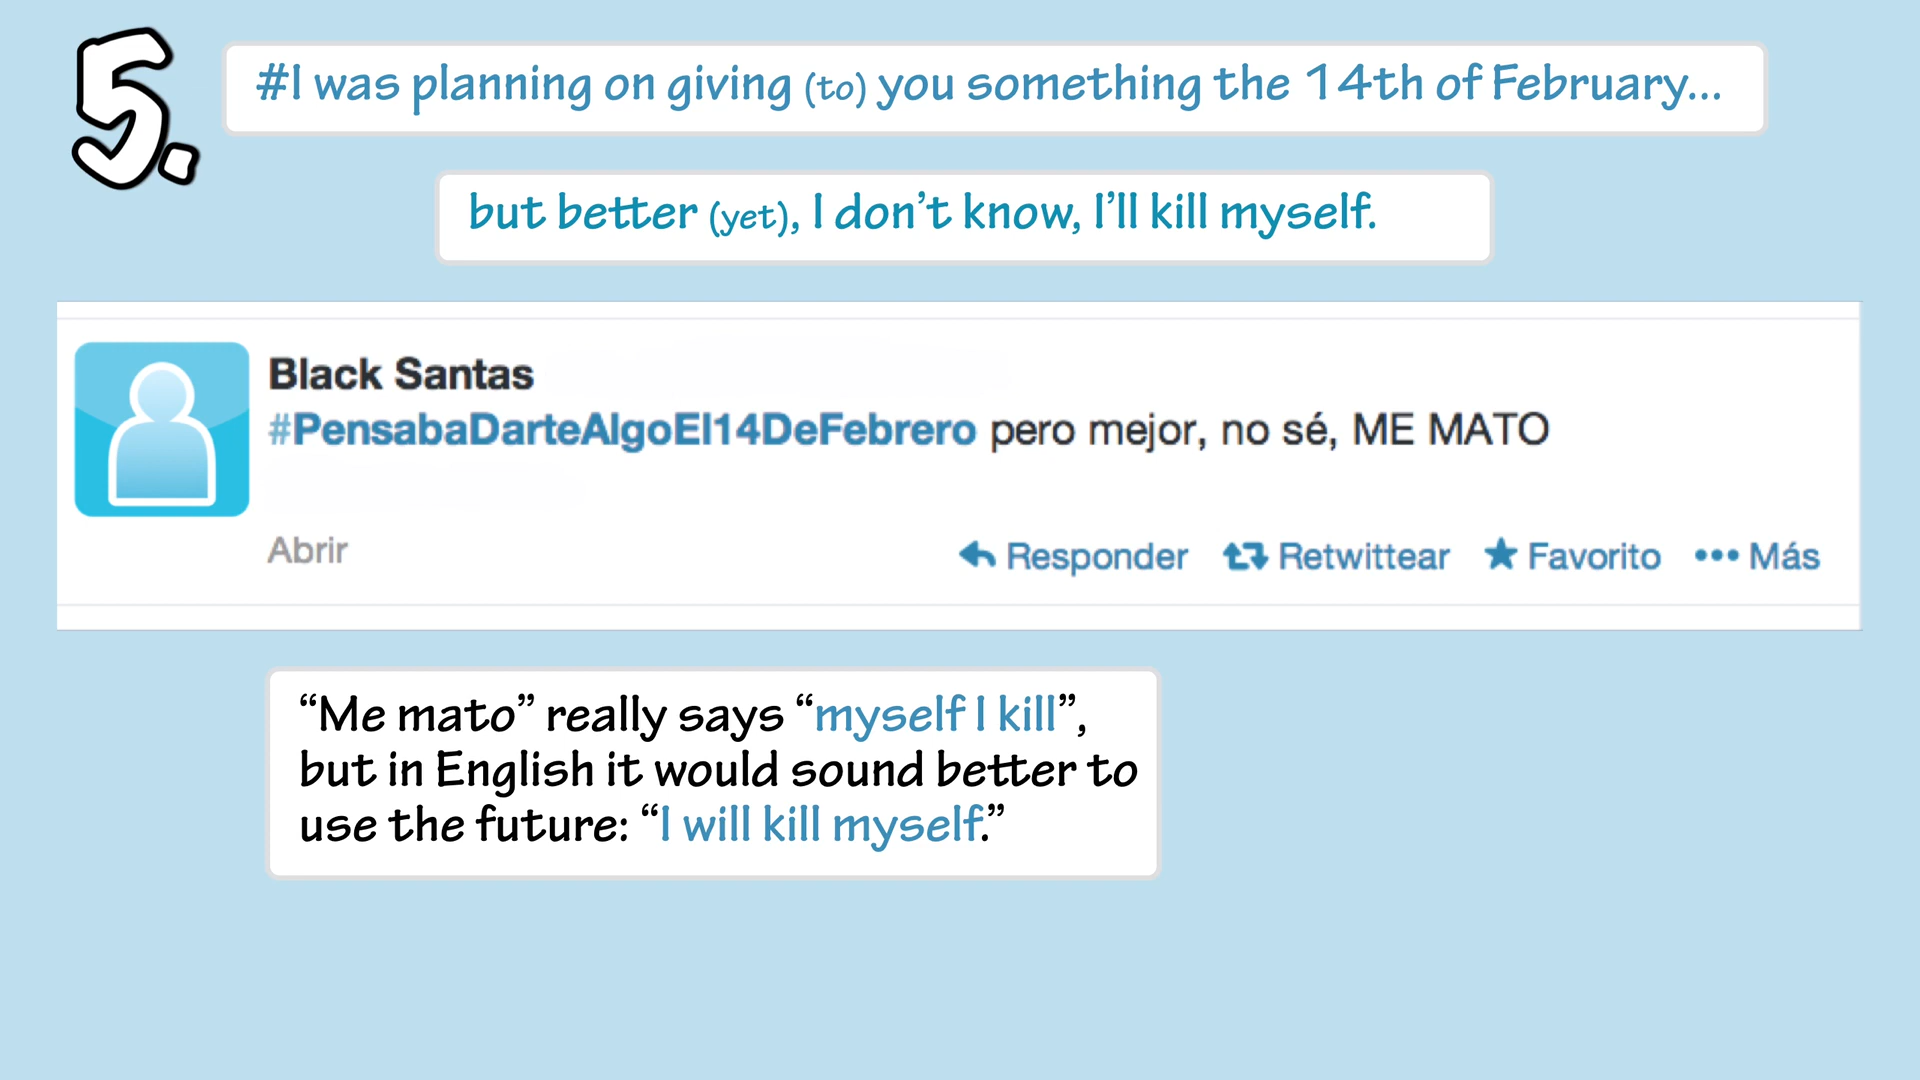 5.
#I was planning on giving (to) you something the 14th of February...
but better (yet), I don’t know, I’ll kill myself.
Black Santas
#PensabaDarteAlgoEl14DeFebrero pero mejor, no sé, ME MATO
Abrir
Responder Retwittear Favorito Más
“Me mato” really says “myself I kill”,
but in English it would sound better to
use the future: “I will kill myself.”